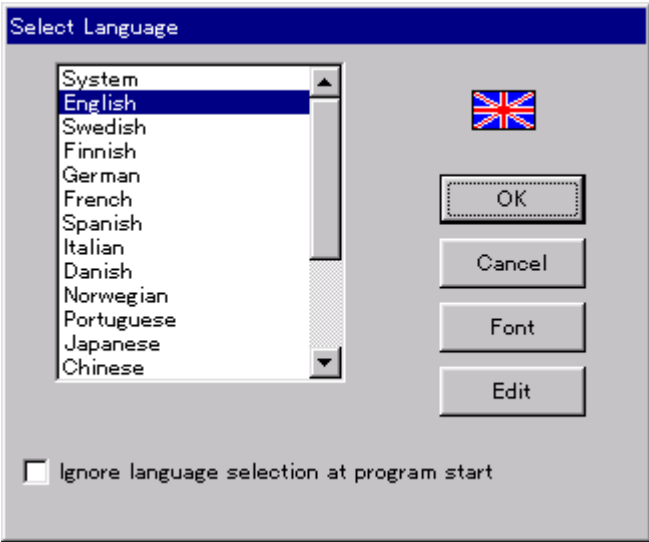 Select Language
System
English
Swedish
Finnish
German
French
Spanish
Italian
Danish
Norwegian
Portuguese
Japanese
Chinese
OK
Cancel
Font
Edit
Ignore language selection at program start